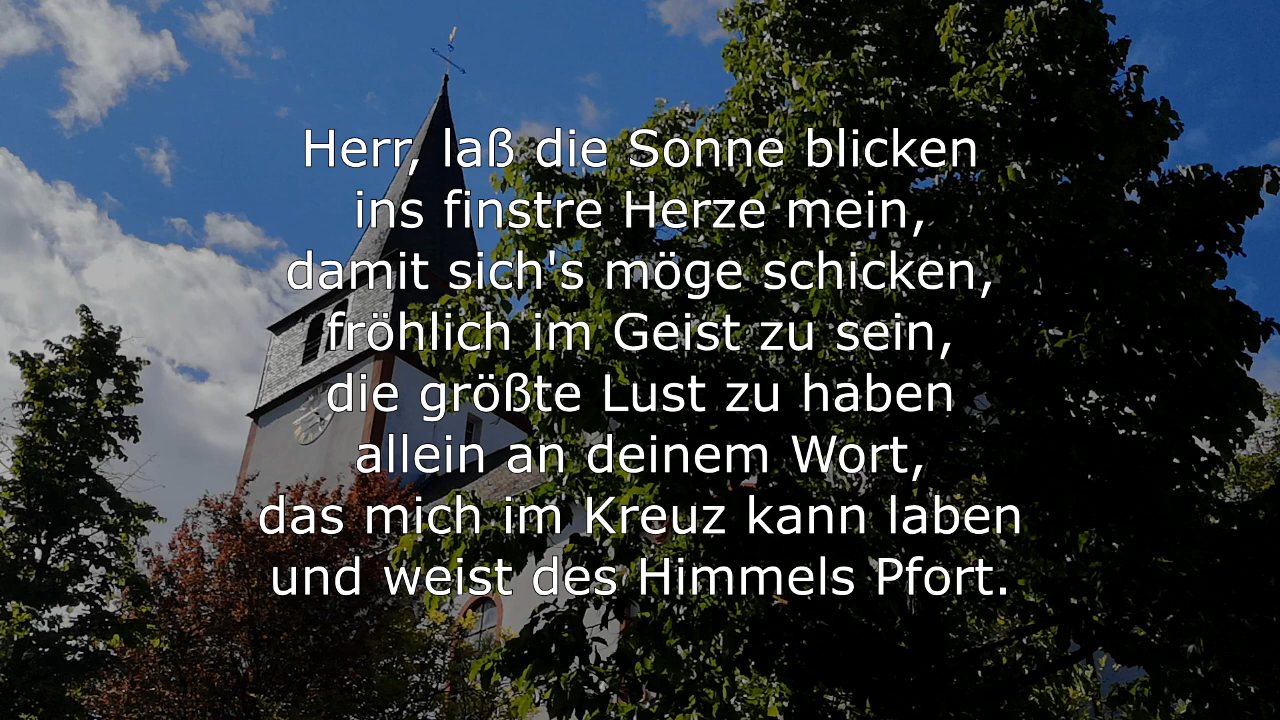 Herr, laß die Sonne blicken
ins finstre Herze mein,
damit sich's möge schicken,
fröhlich im Geist zu sein,
die größte Lust zu haben
allein an deinem Wort,
das mich im Kreuz kann laben
und weist des Himmels Pfort.